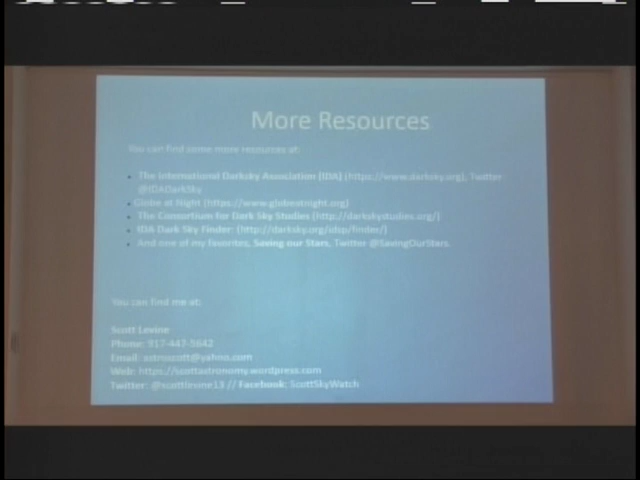 More Resources
You can find some more resources at:
• The International Darksky Association (IDA) (https://www.darksky.org), Twitter
@IDADarkSky
• Globe at Night (https://www.globeatnight.org)
• The Consortium for Dark Sky Studies (http://darkskystudies.org/)
• IDA Dark Sky Finder: (http://darksky.org/idsp/finder/)
• And one of my favorites, Saving our Stars, Twitter @SavingOurStars.
You can find me at:
Scott Levine
Phone: 917-447-5642
Email: astroscott@yahoo.com
Web: https://scottastronomy.wordpress.com
Twitter: @scottlevine13 // Facebook: ScottSkyWatch